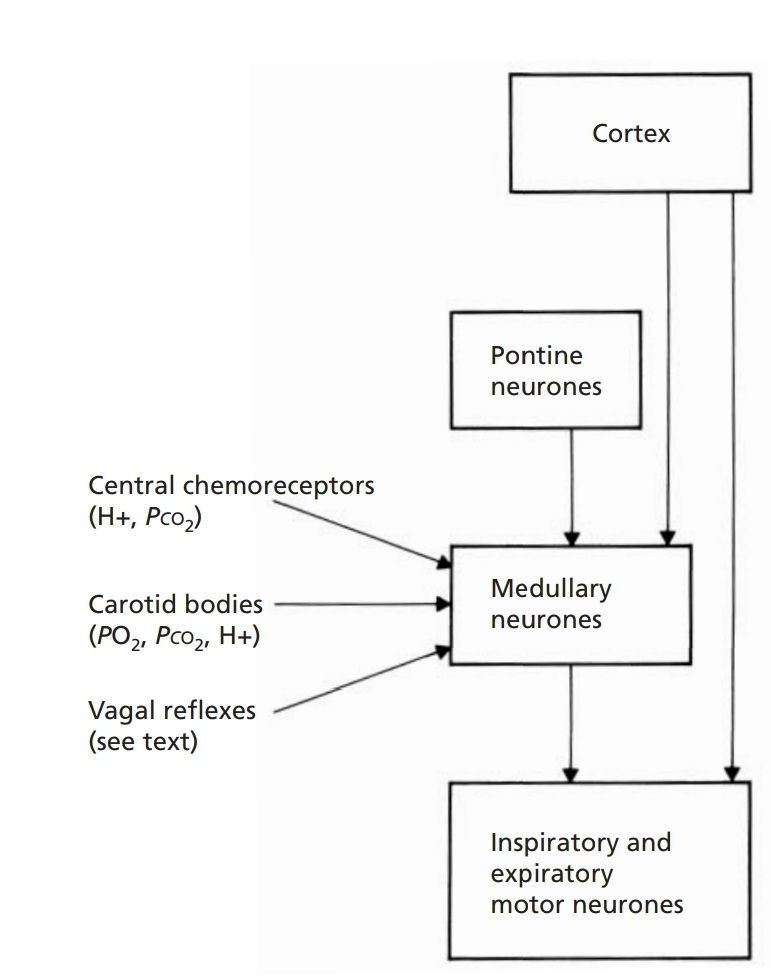 Cortex
Pontine
neurones
Central chemoreceptors
(H+, PCO₂)
Medullary
neurones
Carotid bodies
(PO₂, PCO₂, H+)
Vagal reflexes
(see text)
Inspiratory and
expiratory
motor neurones